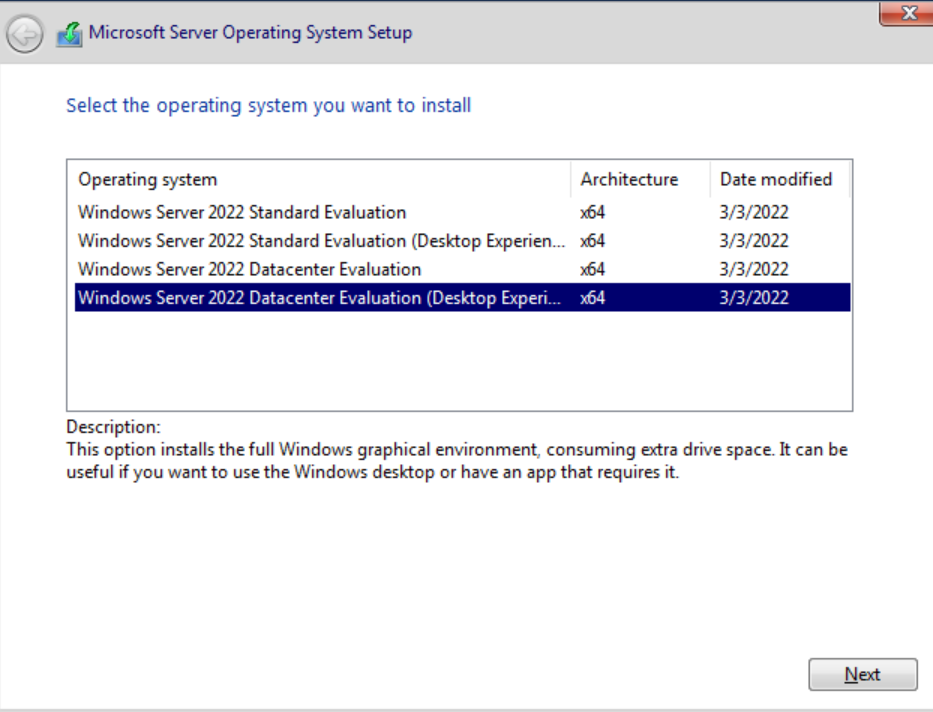 Microsoft Server Operating System Setup
Select the operating system you want to install
Operating system Architecture Date modified
Windows Server 2022 Standard Evaluation x64 3/3/2022
Windows Server 2022 Standard Evaluation (Desktop Experien... x64 3/3/2022
Windows Server 2022 Datacenter Evaluation x64 3/3/2022
Windows Server 2022 Datacenter Evaluation (Desktop Experi... x64 3/3/2022
Description:
This option installs the full Windows graphical environment, consuming extra drive space. It can be
useful if you want to use the Windows desktop or have an app that requires it.
Next